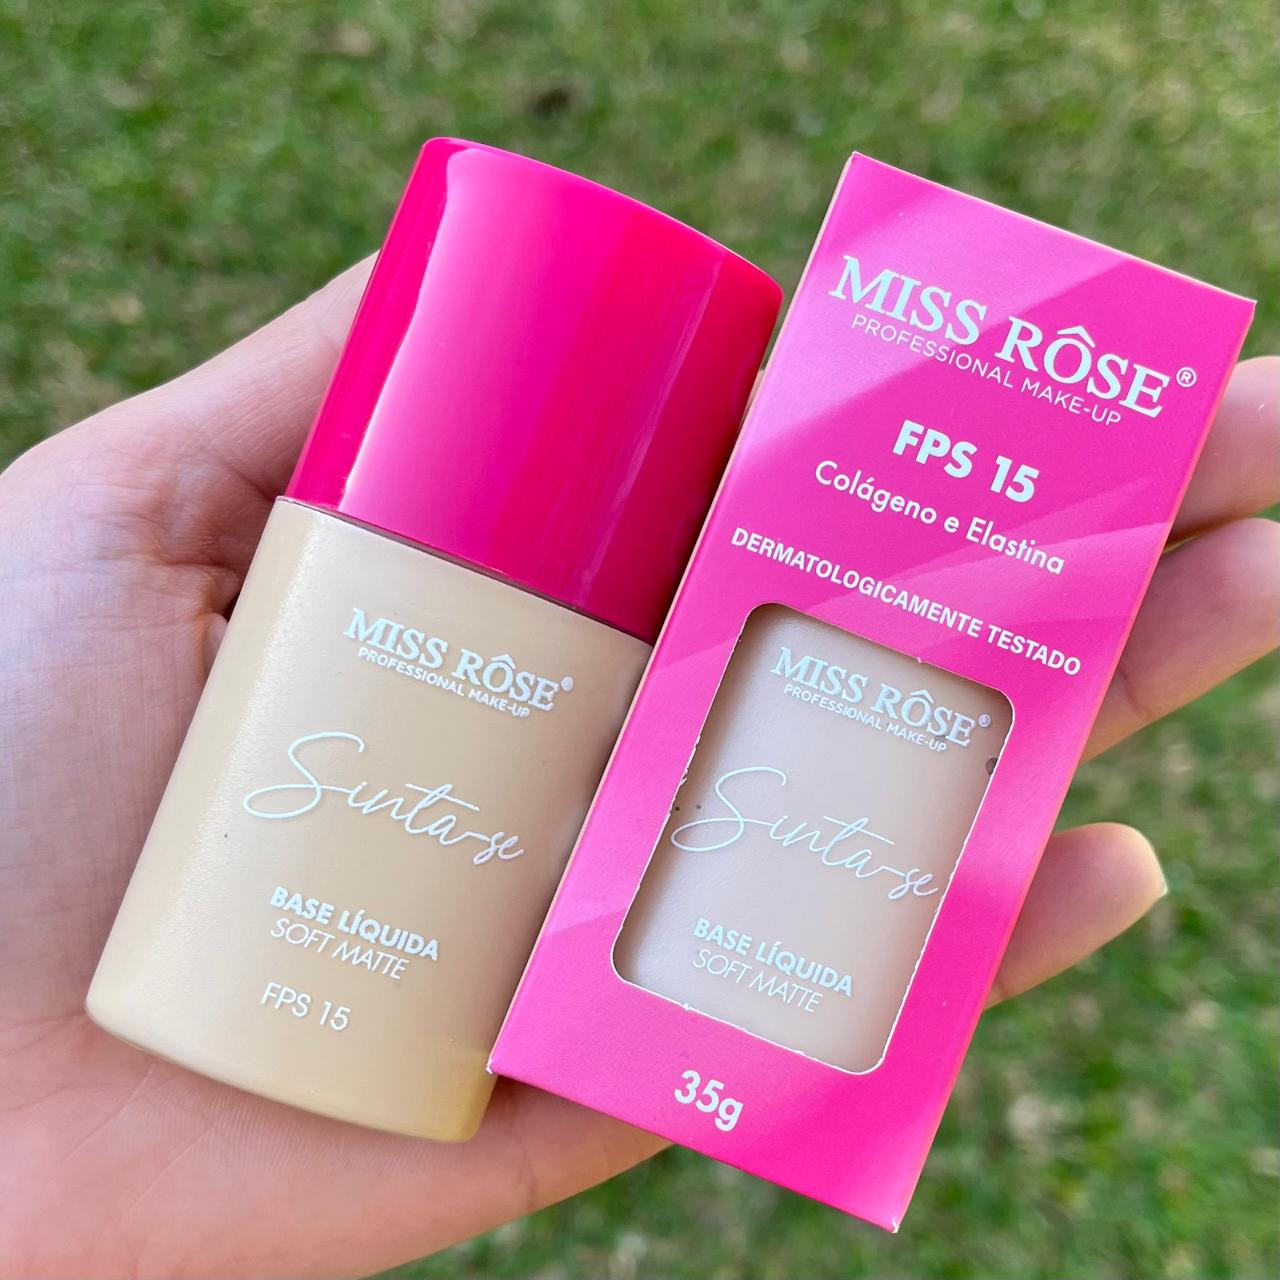 MISS RÔSE®
PROFESSIONAL MAKE-UP
Sinta-se
BASE LÍQUIDA
SOFT MATTE
FPS 15
MISS RÔSE®
PROFESSIONAL MAKE-UP
FPS 15
Colágeno e Elastina
DERMATOLOGICAMENTE TESTADO
MISS RÔSE®
PROFESSIONAL MAKE-UP
Sinta-se
BASE LÍQUIDA
SOFT MATTE
35g